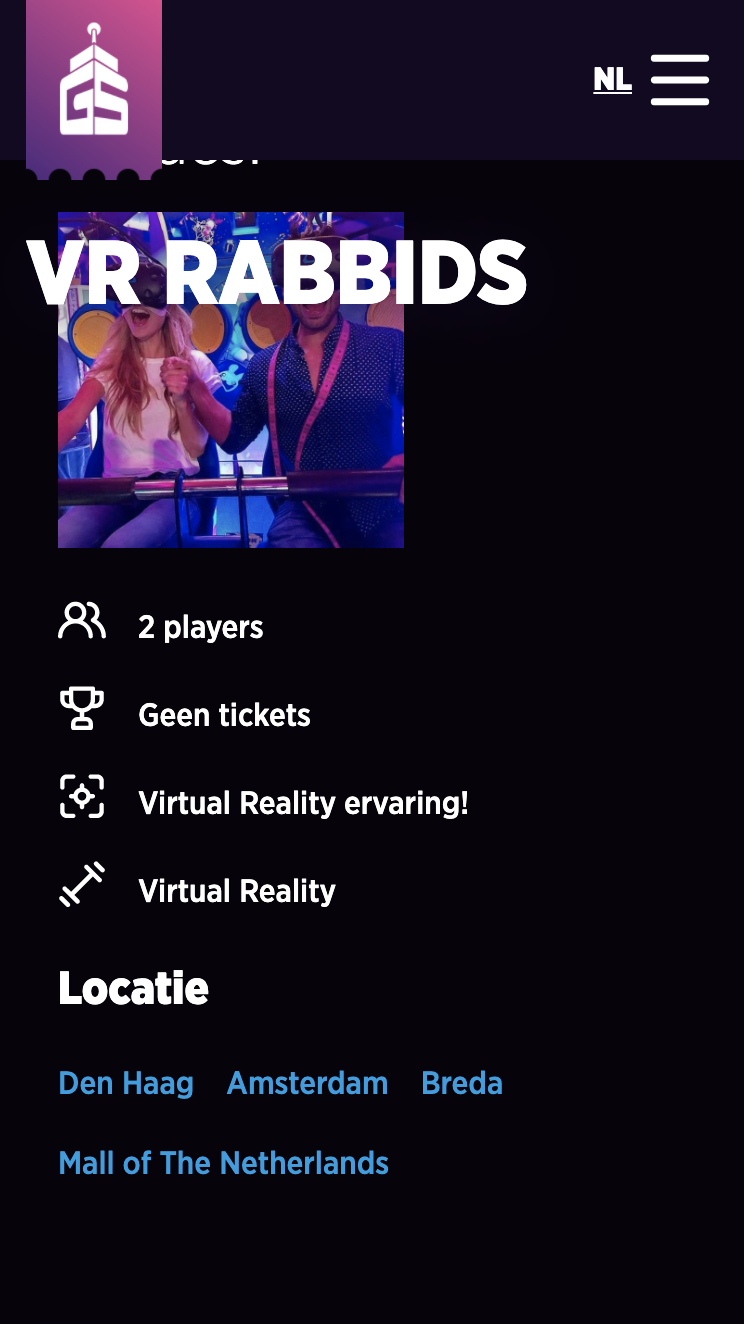 GS
NL
VR RABBIDS
2 players
Geen tickets
Virtual Reality ervaring!
Virtual Reality
Locatie
Den Haag Amsterdam Breda
Mall of The Netherlands